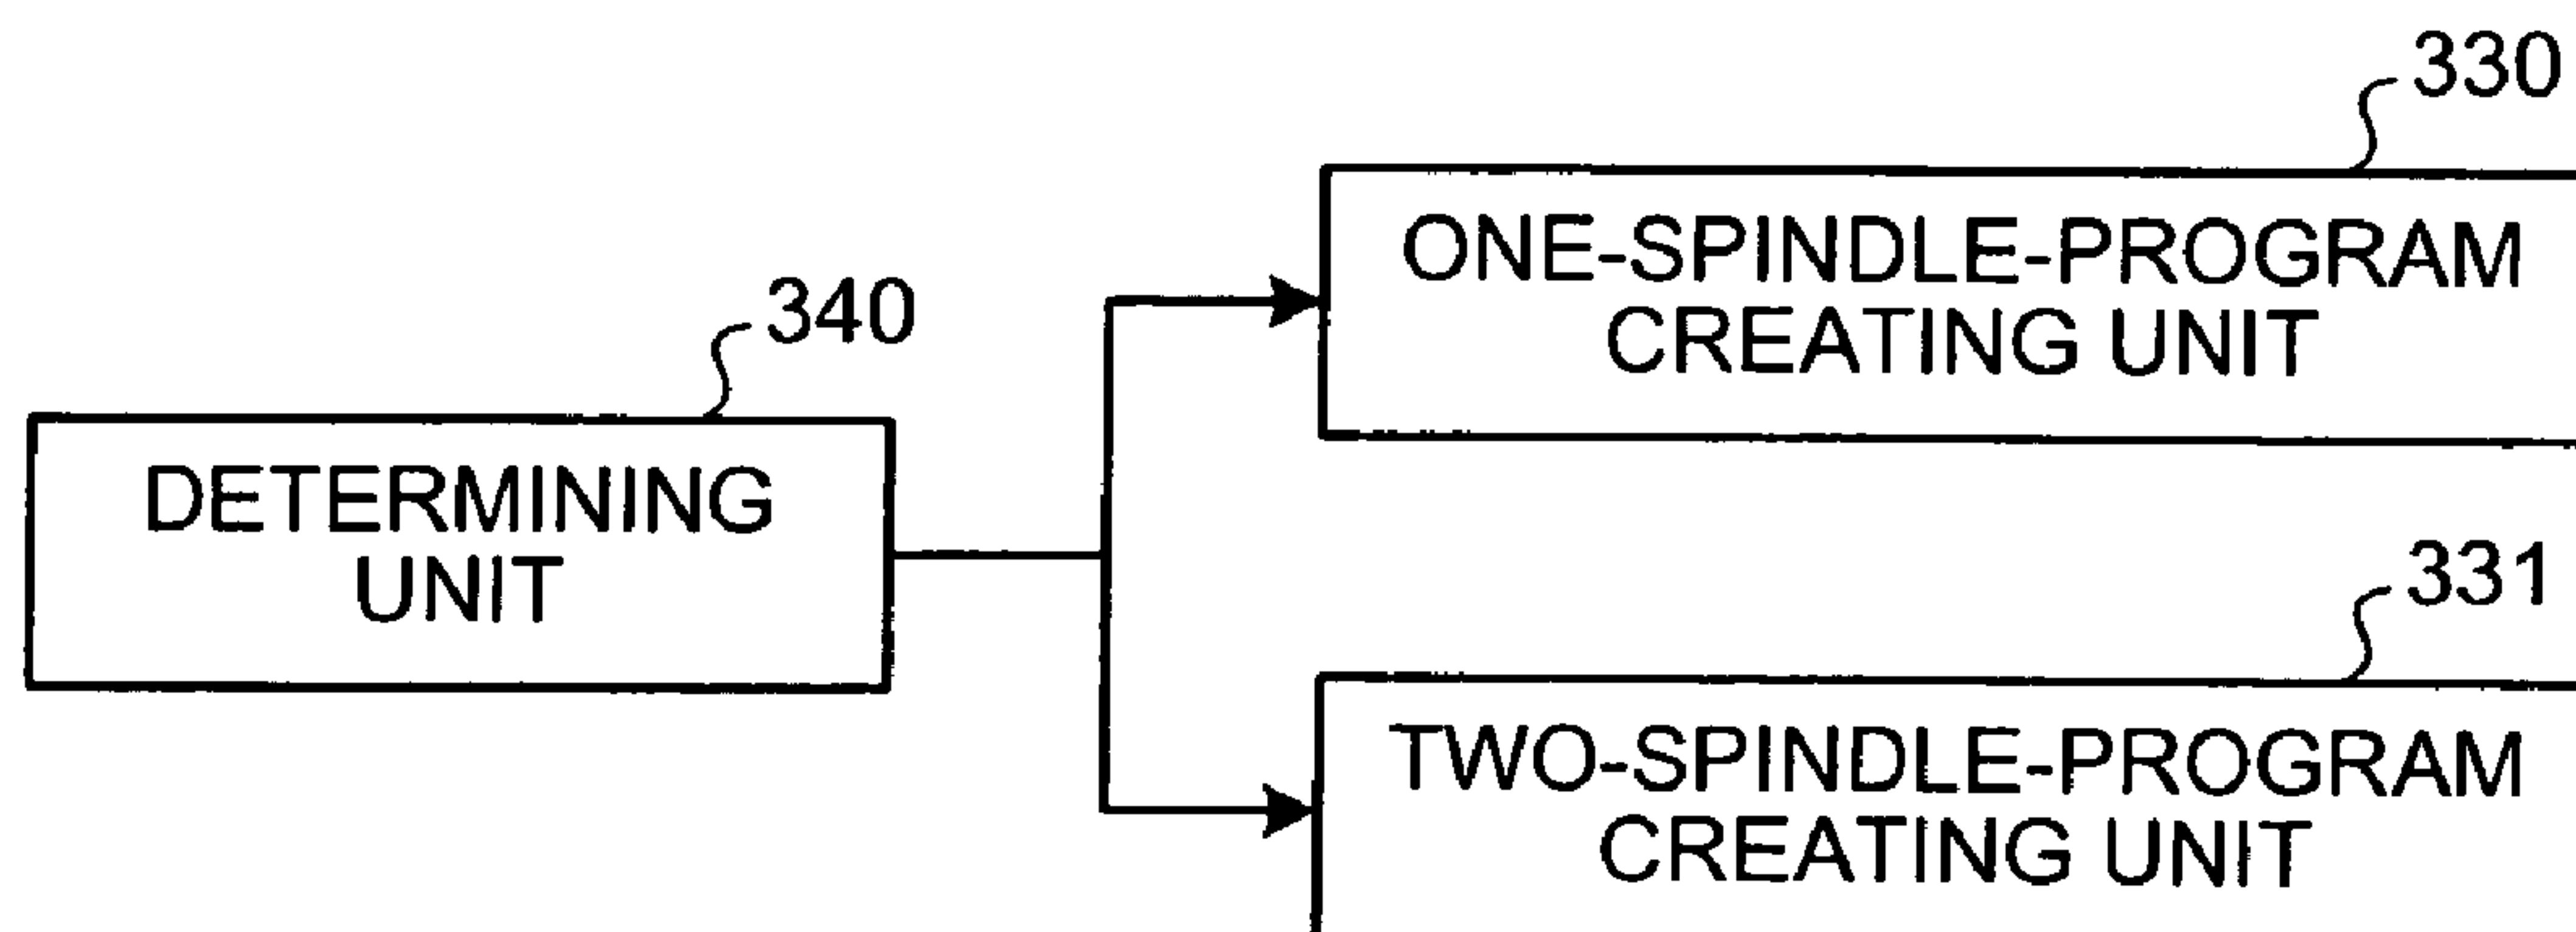 330
ONE-SPINDLE-PROGRAM
CREATING UNIT
340
DETERMINING
UNIT
331
TWO-SPINDLE-PROGRAM
CREATING UNIT